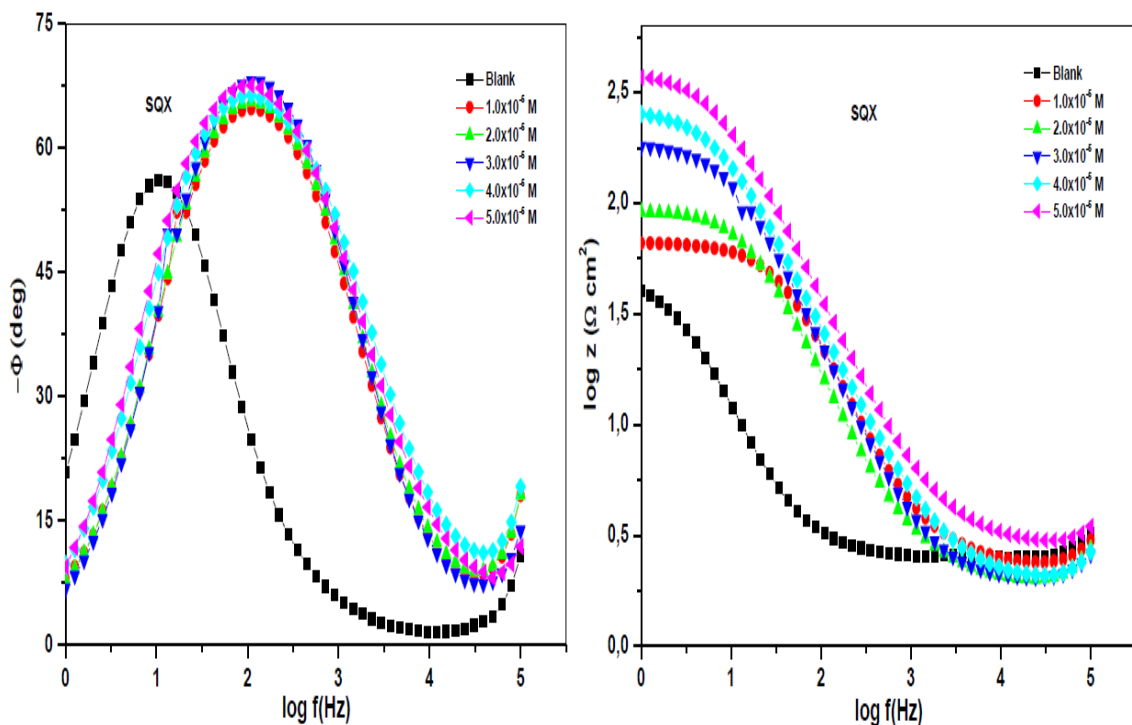 75
60
45
30
15
0
−Φ (deg)
SQX
Blank
1.0x10⁻⁶ M
2.0x10⁻⁶ M
3.0x10⁻⁶ M
4.0x10⁻⁶ M
5.0x10⁻⁶ M
0 1 2 3 4 5
log f(Hz)
2,5
2,0
1,5
1,0
0,5
0,0
log z (Ω cm²)
SQX
Blank
1.0x10⁻⁶ M
2.0x10⁻⁶ M
3.0x10⁻⁶ M
4.0x10⁻⁶ M
5.0x10⁻⁶ M
0 1 2 3 4 5
log f(Hz)